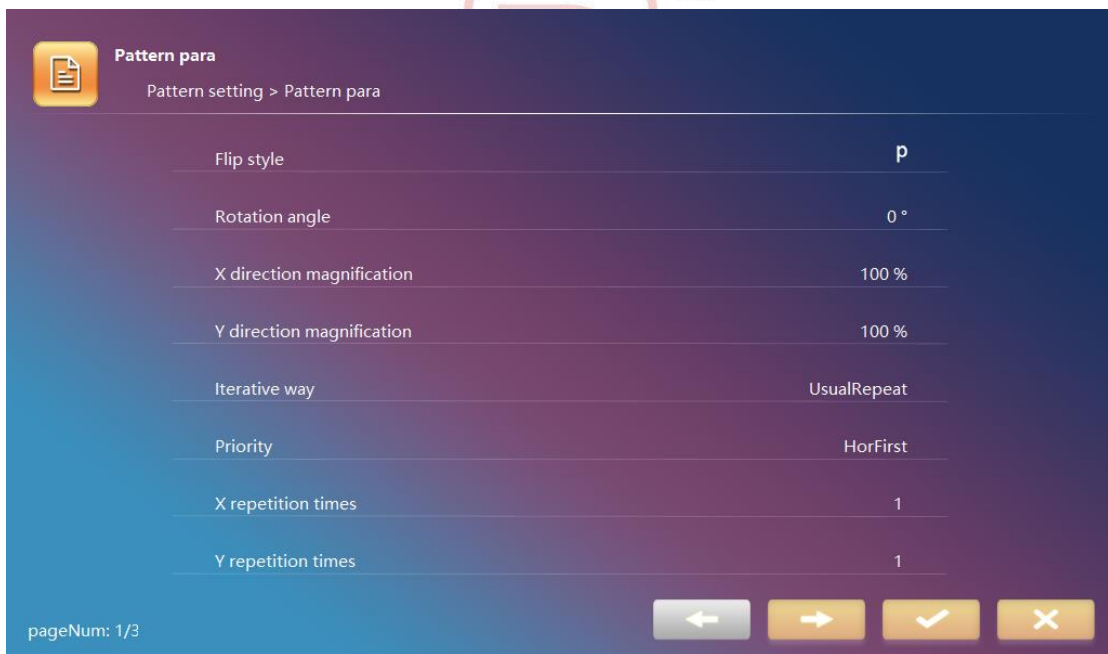 Pattern para
Pattern setting > Pattern para
Flip style p
Rotation angle 0 °
X direction magnification 100 %
Y direction magnification 100 %
Iterative way UsualRepeat
Priority HorFirst
X repetition times 1
Y repetition times 1
pageNum: 1/3